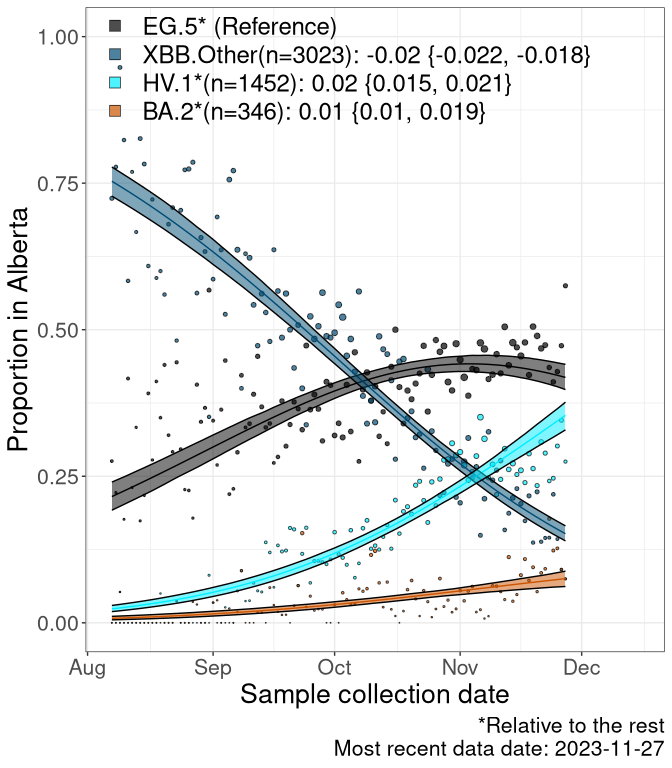 EG.5* (Reference)
XBB.Other(n=3023): -0.02 {-0.022, -0.018}
HV.1*(n=1452): 0.02 {0.015, 0.021}
BA.2*(n=346): 0.01 {0.01, 0.019}
1.00
0.75
0.50
0.25
0.00
Proportion in Alberta
Aug Sep Oct Nov Dec
Sample collection date
*Relative to the rest
Most recent data date: 2023-11-27